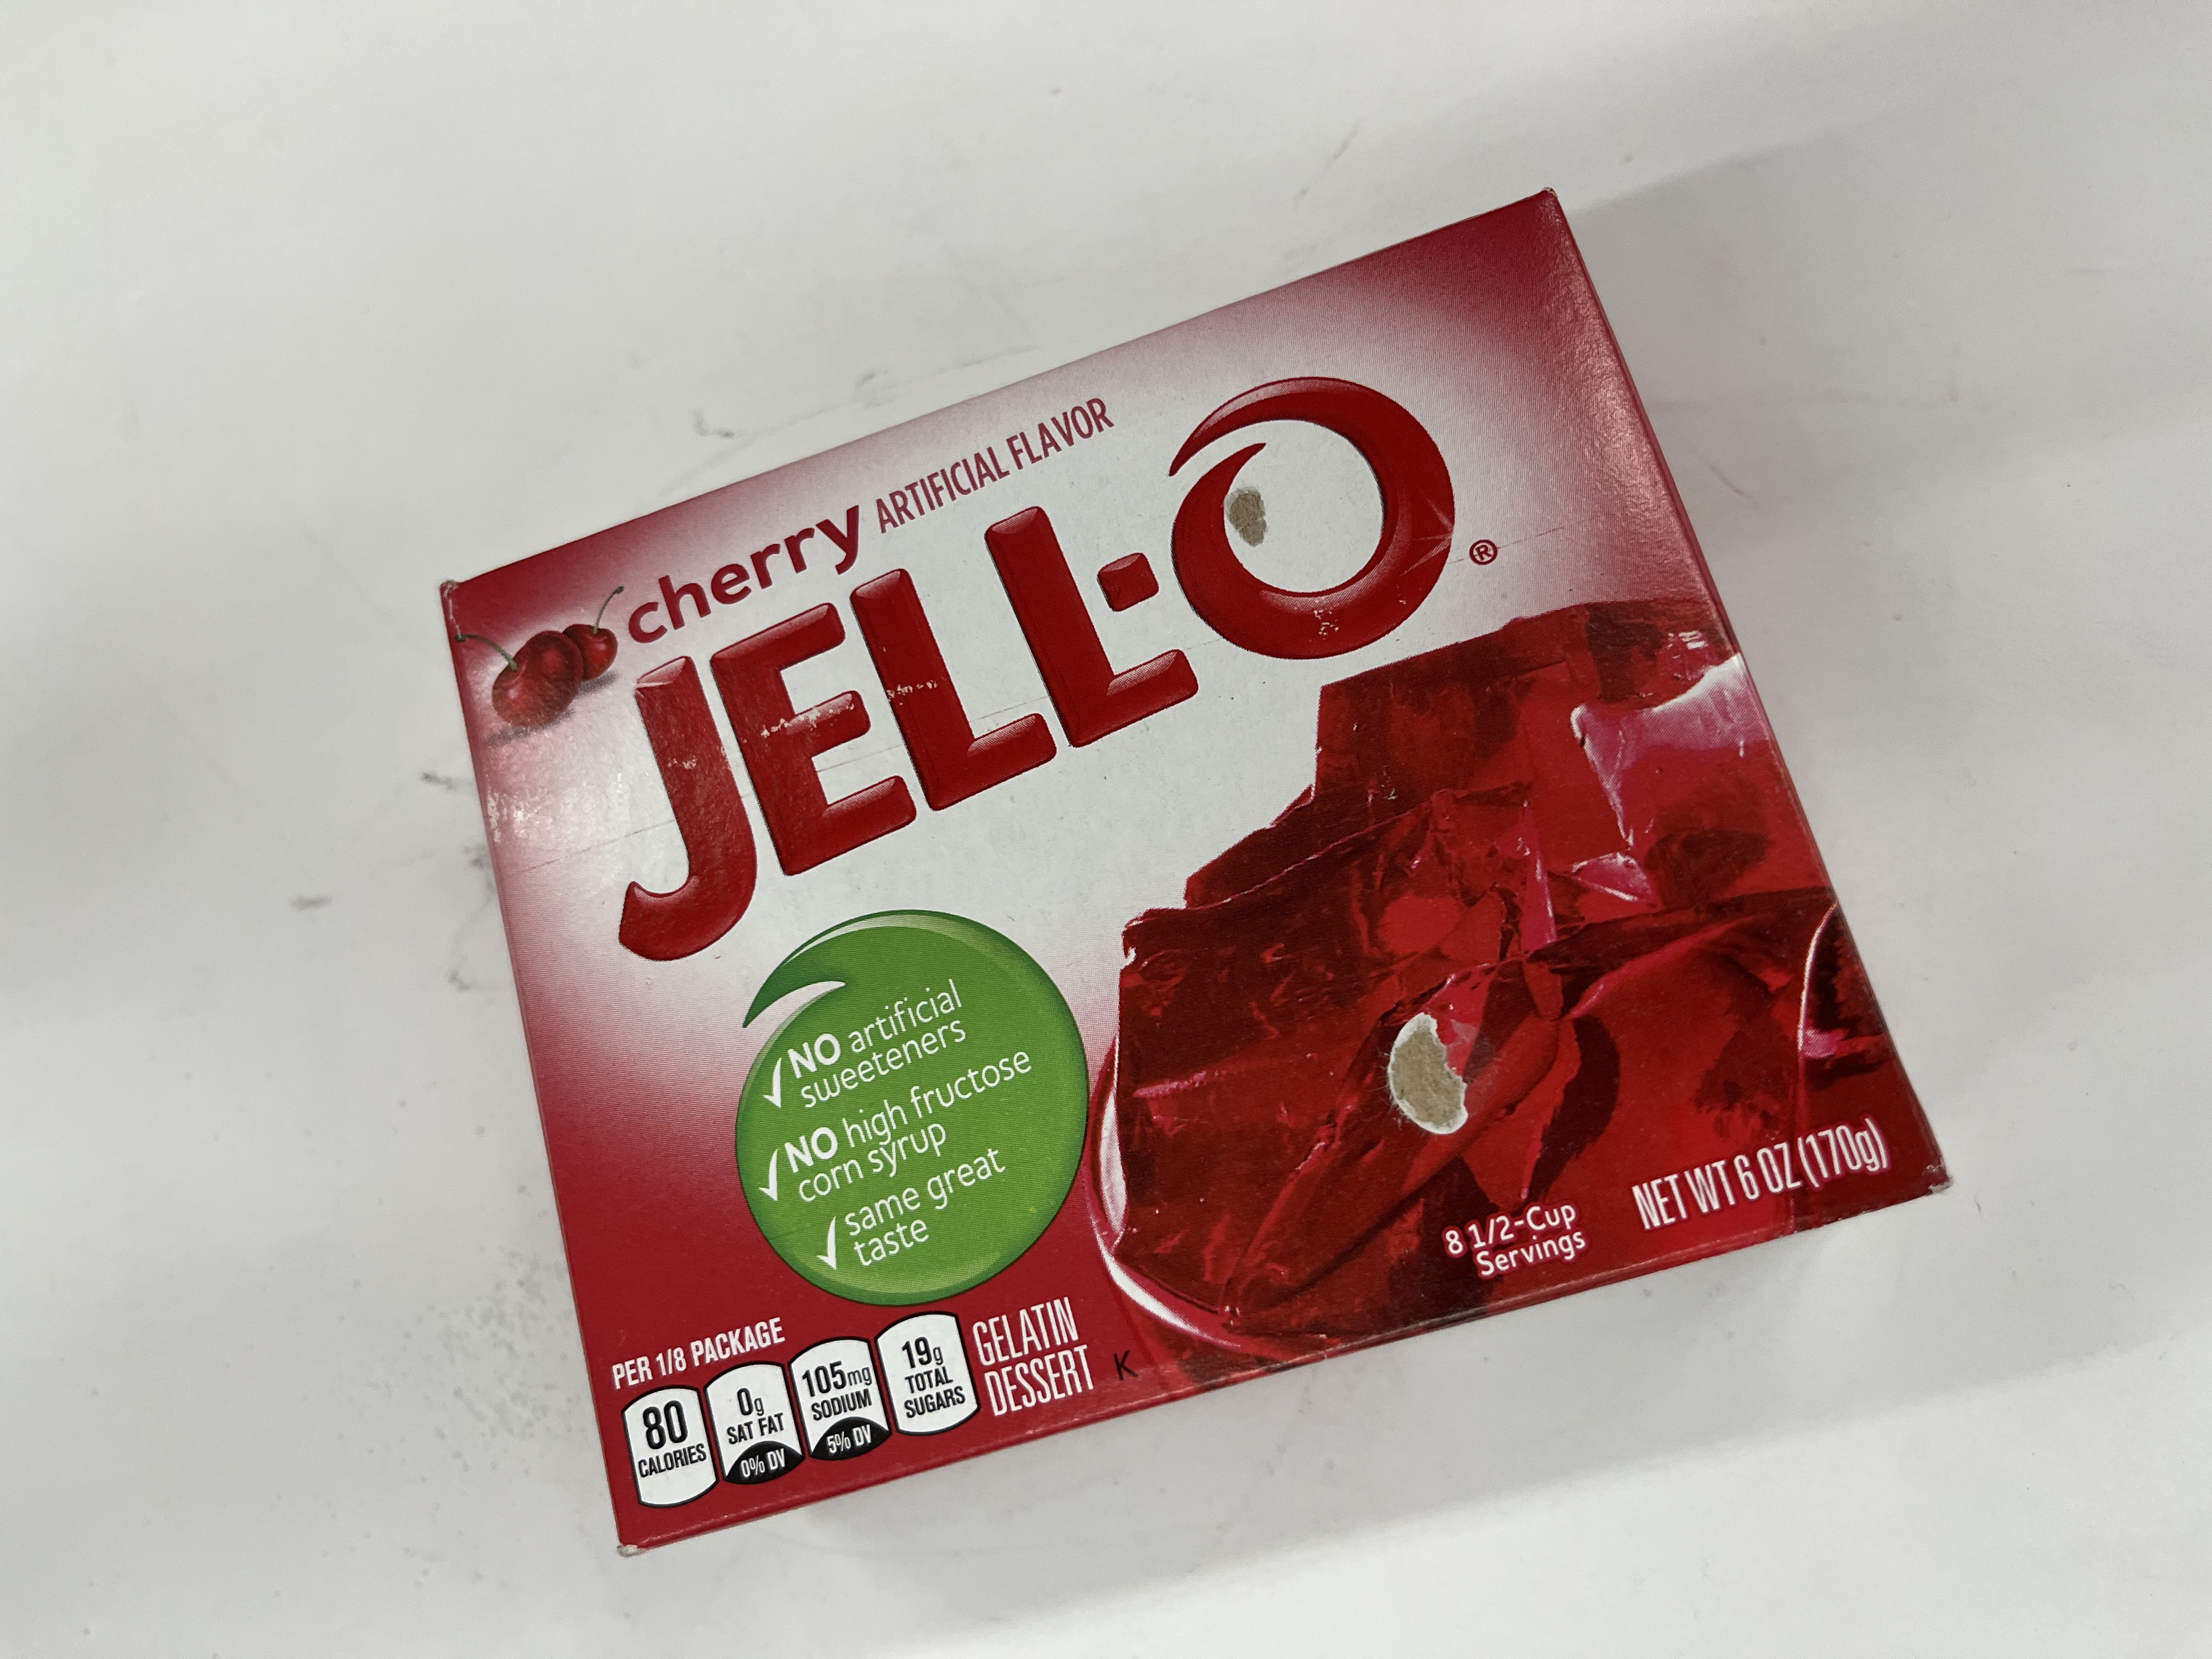 cherry ARTIFICIAL FLAVOR
JELL-O®
NO artificial
sweeteners
NO high fructose
corn syrup
same great
taste
PER 1/8 PACKAGE
80
CALORIES
0g
SAT FAT
0% DV
105mg
SODIUM
5% DV
19g
TOTAL
SUGARS
GELATIN
DESSERT K
8 1/2-Cup
Servings
NET WT 6 OZ (170g)